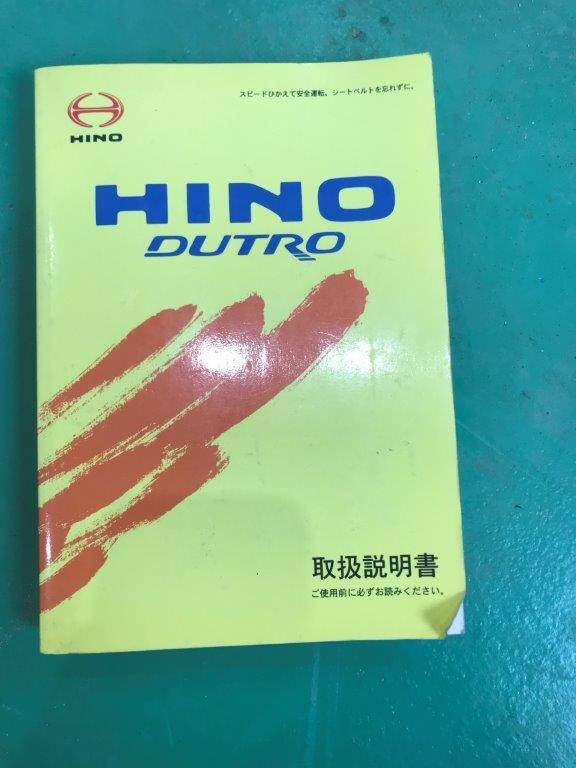 スピードひかえて安全運転。シートベルトを忘れずに。
HINO
HINO
DUTRO
取扱説明書
ご使用前に必ずお読みください。